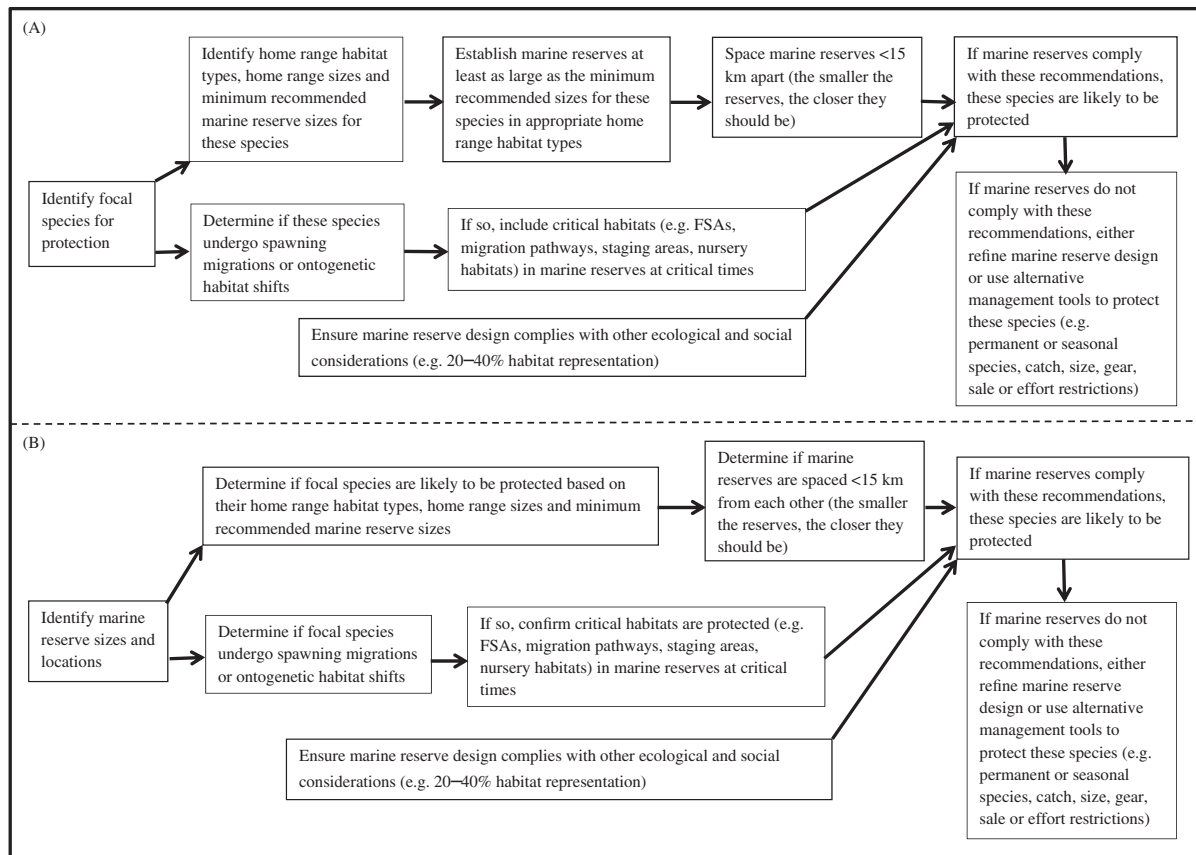 (A)
Identify home range habitat
types, home range sizes and
minimum recommended
marine reserve sizes for
these species
Establish marine reserves at
least as large as the minimum
recommended sizes for these
species in appropriate home
range habitat types
Space marine reserves <15
km apart (the smaller the
reserves, the closer they
should be)
If marine reserves comply
with these recommendations,
these species are likely to be
protected
Identify focal
species for
protection
Determine if these species
undergo spawning
migrations or ontogenetic
habitat shifts
If so, include critical habitats (e.g. FSAs,
migration pathways, staging areas, nursery
habitats) in marine reserves at critical times
If marine reserves do not
comply with these
recommendations, either
refine marine reserve design
or use alternative
management tools to protect
these species (e.g.
permanent or seasonal
species, catch, size, gear,
sale or effort restrictions)
Ensure marine reserve design complies with other ecological and social
considerations (e.g. 20–40% habitat representation)
(B)
Determine if focal species are likely to be protected based on
their home range habitat types, home range sizes and minimum
recommended marine reserve sizes
Determine if marine
reserves are spaced <15 km
from each other (the smaller
the reserves, the closer they
should be)
If marine reserves comply
with these recommendations,
these species are likely to be
protected
Identify marine
reserve sizes and
locations
Determine if focal species
undergo spawning migrations
or ontogenetic habitat shifts
If so, confirm critical habitats are protected (e.g.
FSAs, migration pathways, staging areas,
nursery habitats) in marine reserves at critical
times
If marine reserves do not
comply with these
recommendations, either
refine marine reserve
design or use alternative
management tools to
protect these species (e.g.
permanent or seasonal
species, catch, size, gear,
sale or effort restrictions)
Ensure marine reserve design complies with other ecological and social
considerations (e.g. 20–40% habitat representation)